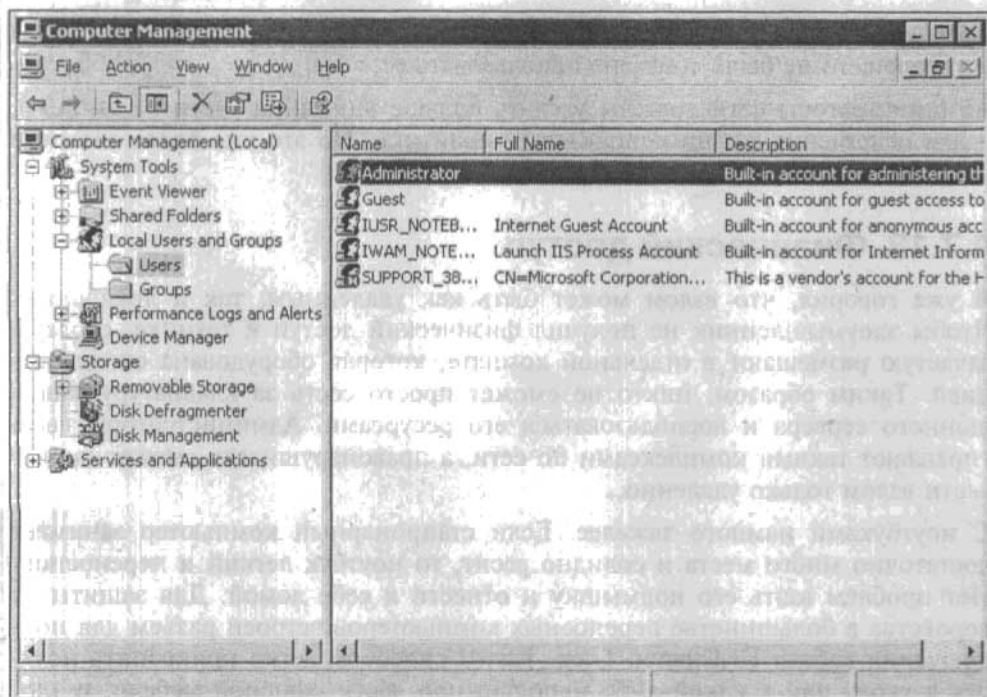 Computer Management
File Action View Window Help
Computer Management (Local)
System Tools
Event Viewer
Shared Folders
Local Users and Groups
Users
Groups
Performance Logs and Alerts
Device Manager
Storage
Removable Storage
Disk Defragmenter
Disk Management
Services and Applications
Name Full Name Description
Administrator Built-in account for administering th
Guest Built-in account for guest access to
IUSR_NOTEB... Internet Guest Account Built-in account for anonymous acc
IWAM_NOTE... Launch IIS Process Account Built-in account for Internet Inform
SUPPORT_38... CN=Microsoft Corporation... This is a vendor's account for the H